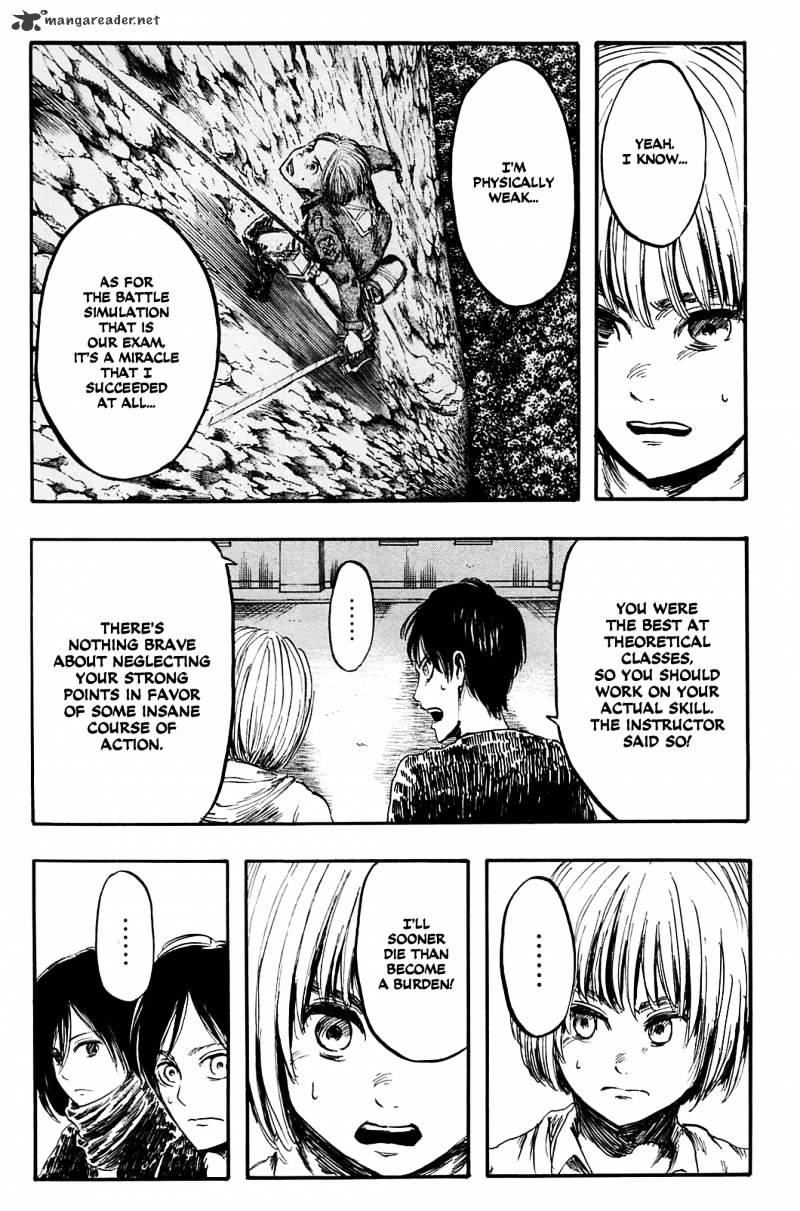 mangareader.net
YEAH.
I KNOW...
I'M
PHYSICALLY
WEAK...
AS FOR
THE BATTLE
SIMULATION
THAT IS
OUR EXAM,
IT'S A MIRACLE
THAT I
SUCCEEDED
AT ALL...
YOU WERE
THE BEST AT
THEORETICAL
CLASSES,
SO YOU SHOULD
WORK ON YOUR
ACTUAL SKILL.
THE INSTRUCTOR
SAID SO!
......
THERE'S
NOTHING BRAVE
ABOUT NEGLECTING
YOUR STRONG
POINTS IN FAVOR
OF SOME INSANE
COURSE OF
ACTION.
......
I'LL
SOONER
DIE THAN
BECOME
A BURDEN!
......